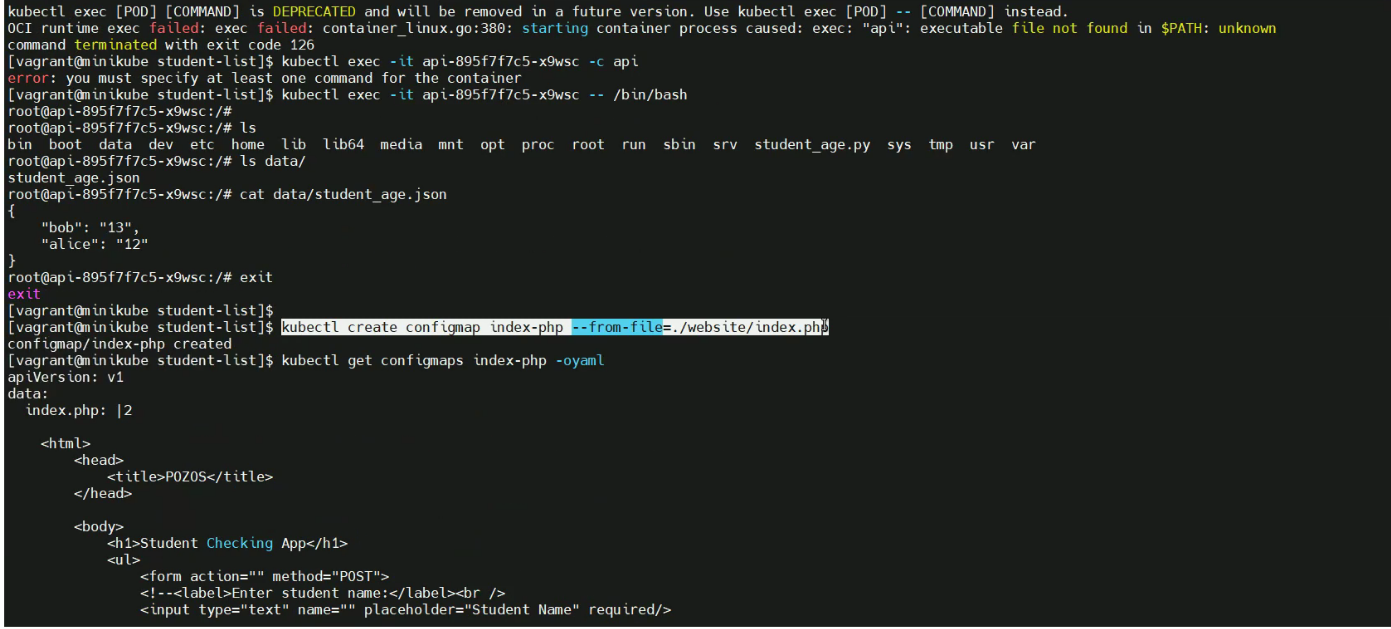 kubectl exec [POD] [COMMAND] is DEPRECATED and will be removed in a future version. Use kubectl exec [POD] -- [COMMAND] instead.
OCI runtime exec failed: exec failed: container_linux.go:380: starting container process caused: exec: "api": executable file not found in $PATH: unknown
command terminated with exit code 126
[vagrant@minikube student-list]$ kubectl exec -it api-895f7f7c5-x9wsc -c api
error: you must specify at least one command for the container
[vagrant@minikube student-list]$ kubectl exec -it api-895f7f7c5-x9wsc -- /bin/bash
root@api-895f7f7c5-x9wsc:/#
root@api-895f7f7c5-x9wsc:/# ls
bin  boot  data  dev  etc  home  lib  lib64  media  mnt  opt  proc  root  run  sbin  srv  student_age.py  sys  tmp  usr  var
root@api-895f7f7c5-x9wsc:/# ls data/
student_age.json
root@api-895f7f7c5-x9wsc:/# cat data/student_age.json
{
    "bob": "13",
    "alice": "12"
}
root@api-895f7f7c5-x9wsc:/# exit
exit
[vagrant@minikube student-list]$
[vagrant@minikube student-list]$ kubectl create configmap index-php --from-file=./website/index.php
configmap/index-php created
[vagrant@minikube student-list]$ kubectl get configmaps index-php -oyaml
apiVersion: v1
data:
  index.php: |2

    <html>
        <head>
            <title>POZOS</title>
        </head>

        <body>
            <h1>Student Checking App</h1>
            <ul>
                <form action="" method="POST">
                <!--<label>Enter student name:</label><br />
                <input type="text" name="" placeholder="Student Name" required/>